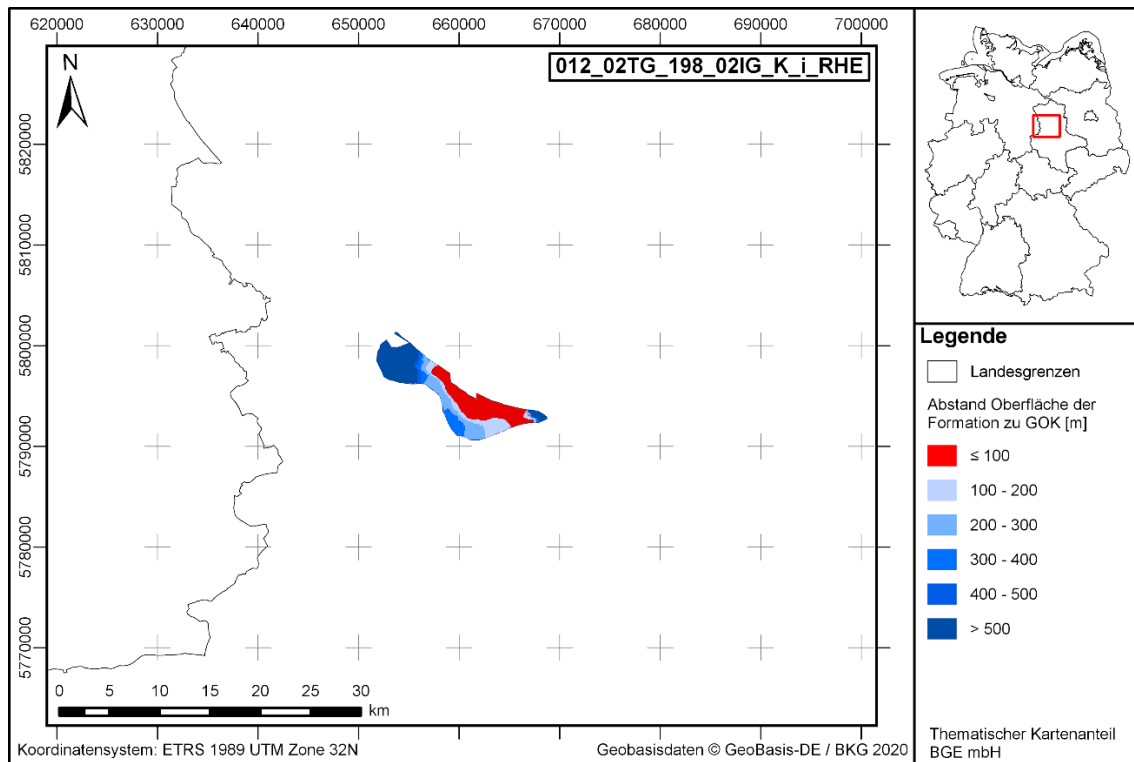 620000 630000 640000 650000 660000 670000 680000 690000 700000
012_02TG_198_02IG_K_i_RHE
N
5820000
5810000
5800000
5790000
5780000
5770000
0 5 10 15 20 25 30
km
Koordinatensystem: ETRS 1989 UTM Zone 32N
Geobasisdaten © GeoBasis-DE / BKG 2020
Legende
Landesgrenzen
Abstand Oberfläche der
Formation zu GOK [m]
≤ 100
100 - 200
200 - 300
300 - 400
400 - 500
> 500
Thematischer Kartenanteil
BGE mbH